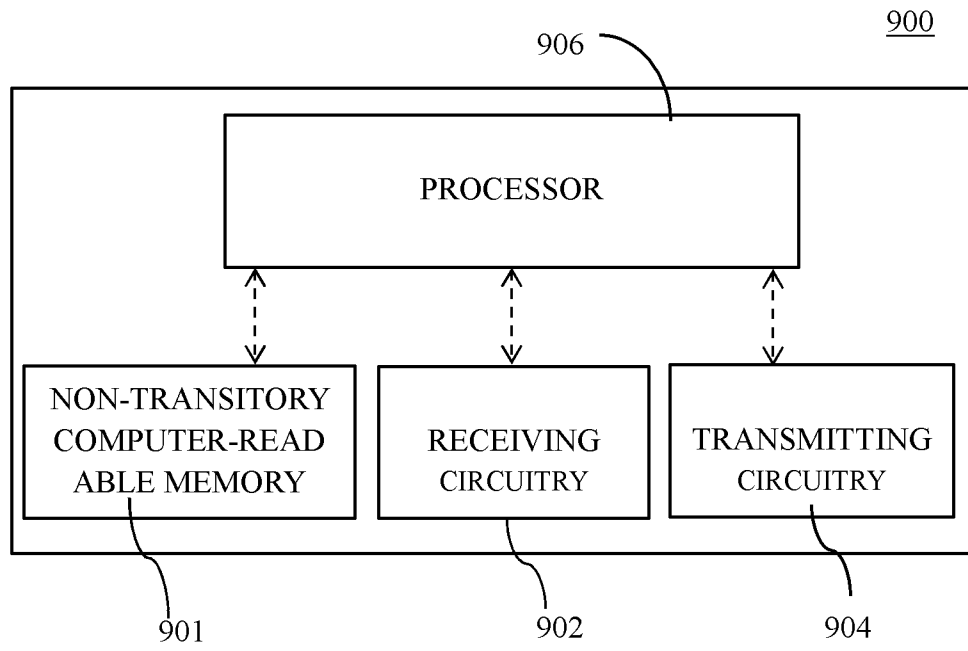 900
906
PROCESSOR
NON-TRANSITORY
COMPUTER-READ
ABLE MEMORY
RECEIVING
CIRCUITRY
TRANSMITTING
CIRCUITRY
901
902
904